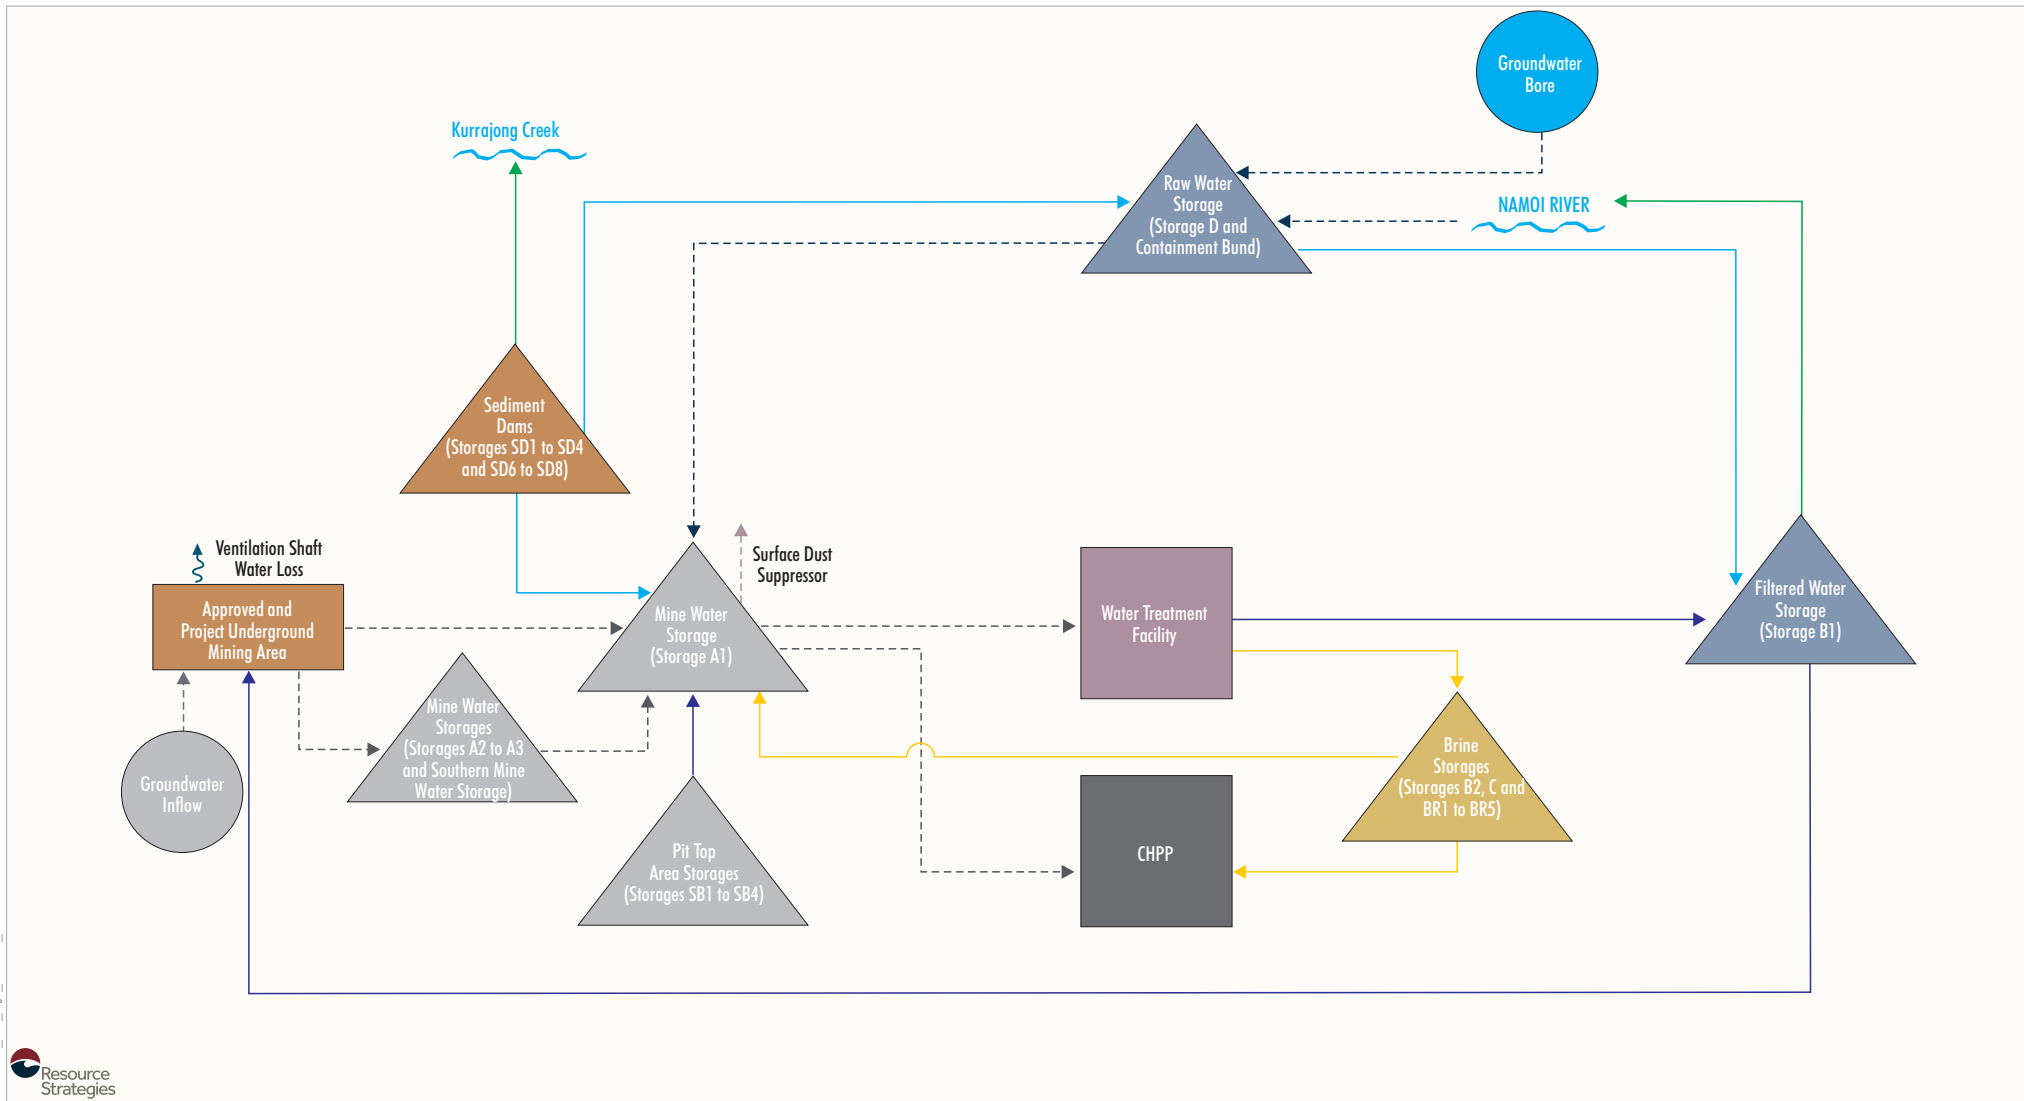 Groundwater
Bore
Kurrajong Creek
Raw Water
Storage
(Storage D and
Containment Bund)
NAMOI RIVER
Sediment
Dams
(Storages SD1 to SD4
and SD6 to SD8)
Ventilation Shaft
Water Loss
Surface Dust
Suppressor
Approved and
Project Underground
Mining Area
Mine Water
Storage
(Storage A1)
Water Treatment
Facility
Filtered Water
Storage
(Storage B1)
Mine Water
Storages
(Storages A2 to A3
and Southern Mine
Water Storage)
Groundwater
Inflow
Brine
Storages
(Storages B2, C and
BR1 to BR5)
Pit Top
Area Storages
(Storages SB1 to SB4)
CHPP
Resource
Strategies